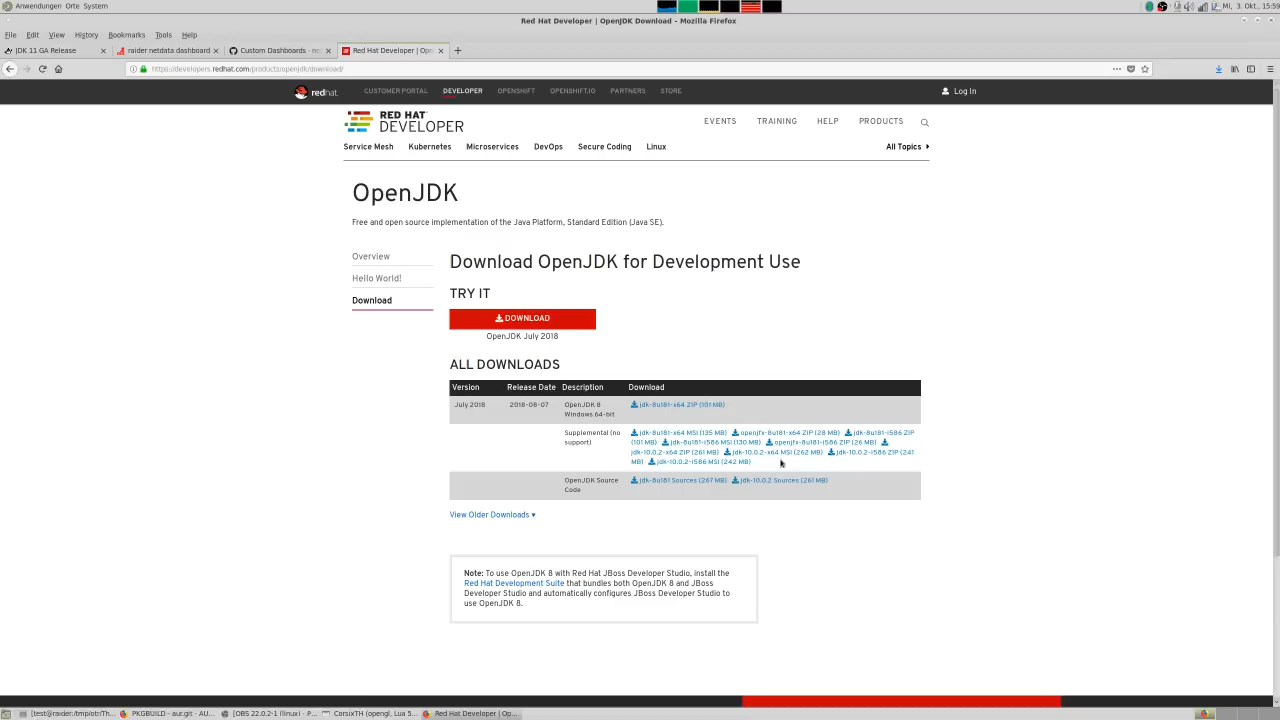 Anwendungen Orte System
Mi, 3. Okt., 15:59
Red Hat Developer | OpenJDK Download - Mozilla Firefox
File Edit View History Bookmarks Tools Help
JDK 11 GA Release
raider netdata dashboard
Custom Dashboards - ne
Red Hat Developer | Ope
https://developers.redhat.com/products/openjdk/download/
redhat. CUSTOMER PORTAL DEVELOPER OPENSHIFT OPENSHIFT.IO PARTNERS STORE Log In
RED HAT
DEVELOPER
EVENTS TRAINING HELP PRODUCTS
Service Mesh Kubernetes Microservices DevOps Secure Coding Linux All Topics
OpenJDK
Free and open source implementation of the Java Platform, Standard Edition (Java SE).
Overview
Hello World!
Download
Download OpenJDK for Development Use
TRY IT
DOWNLOAD
OpenJDK July 2018
ALL DOWNLOADS
Version Release Date Description Download
July 2018 2018-08-07 OpenJDK 8 Windows 64-bit jdk-8u181-x64 ZIP (101 MB)
Supplemental (no support)
jdk-8u181-x64 MSI (135 MB) openjfx-8u181-x64 ZIP (28 MB) jdk-8u181-i586 ZIP
(101 MB) jdk-8u181-i586 MSI (130 MB) openjfx-8u181-i586 ZIP (26 MB)
jdk-10.0.2-x64 ZIP (261 MB) jdk-10.0.2-x64 MSI (262 MB) jdk-10.0.2-i586 ZIP (241
MB) jdk-10.0.2-i586 MSI (242 MB)
OpenJDK Source Code jdk-8u181 Sources (267 MB) jdk-10.0.2 Sources (261 MB)
View Older Downloads ▾
Note: To use OpenJDK 8 with Red Hat JBoss Developer Studio, install the
Red Hat Development Suite that bundles both OpenJDK 8 and JBoss
Developer Studio and automatically configures JBoss Developer Studio to
use OpenJDK 8.
[test@raider:/tmp/otr/Th...
PKGBUILD - aur.git - AU...
[OBS 22.0.2-1 (linux) - P...
CorsixTH (opengl, Lua 5....
Red Hat Developer | Op...